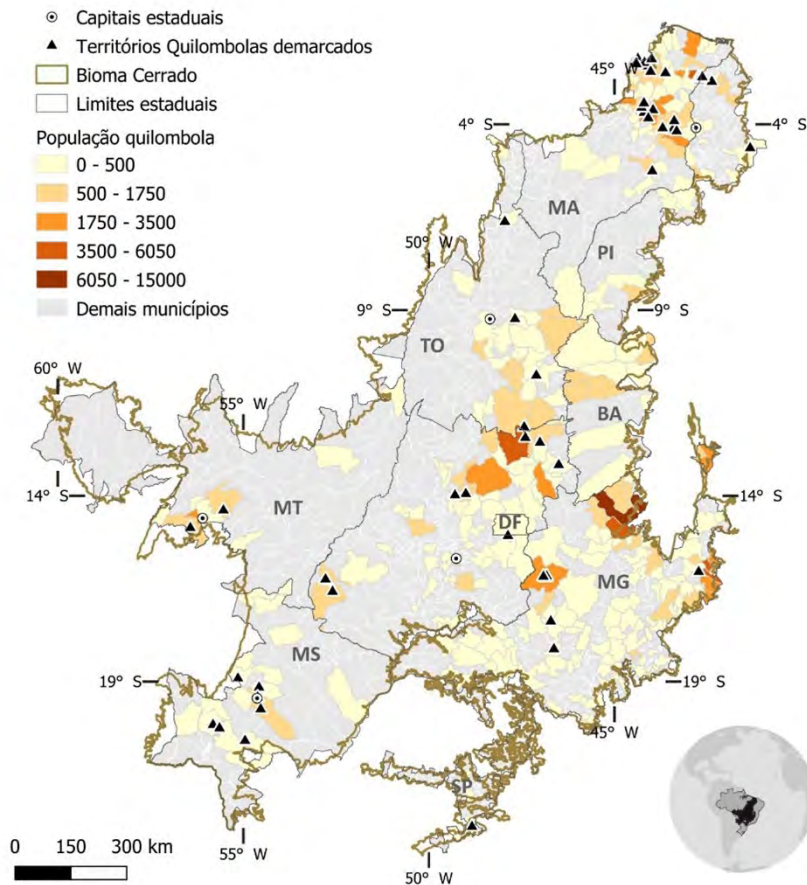 Capitais estaduais
Territórios Quilombolas demarcados
Bioma Cerrado
Limites estaduais
População quilombola
0 - 500
500 - 1750
1750 - 3500
3500 - 6050
6050 - 15000
Demais municípios
45° W
4° S
4° S
MA
50° W
PI
9° S
9° S
TO
60° W
55° W
BA
14° S
14° S
MT
DF
MG
MS
19° S
19° S
45° W
SP
55° W
50° W
0 150 300 km